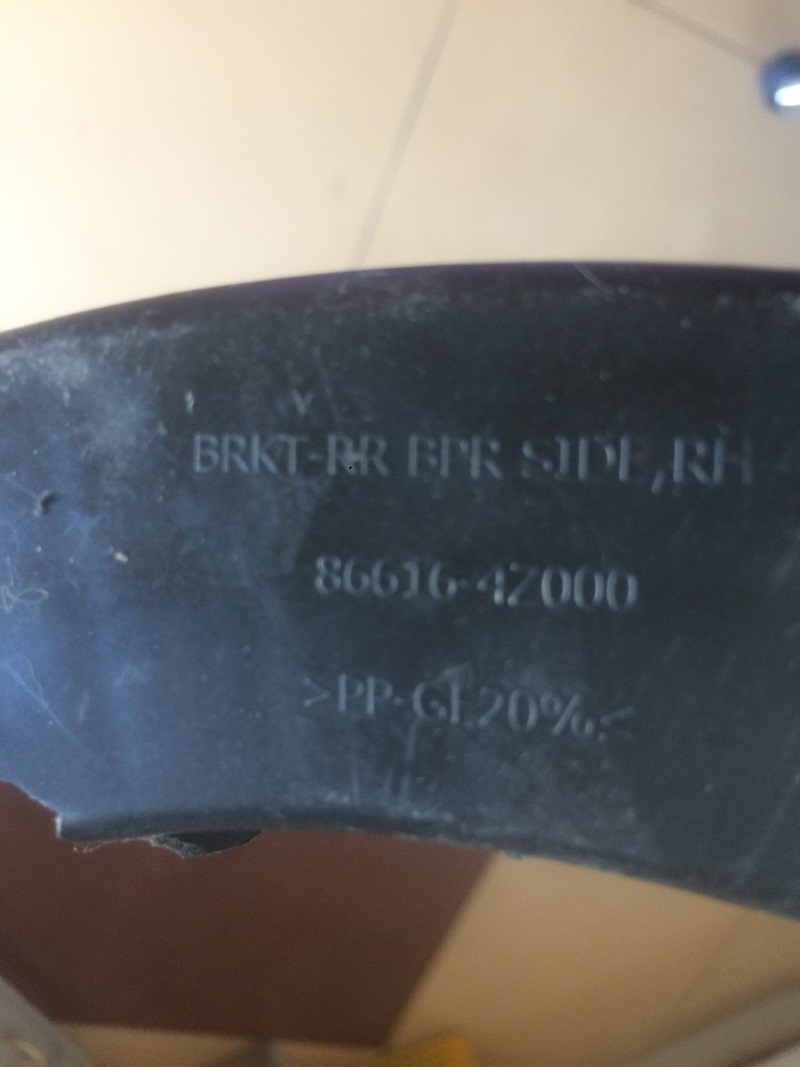 BRKT-RR BPR SIDE,RH
86616-4Z000
>PP-GF20%<